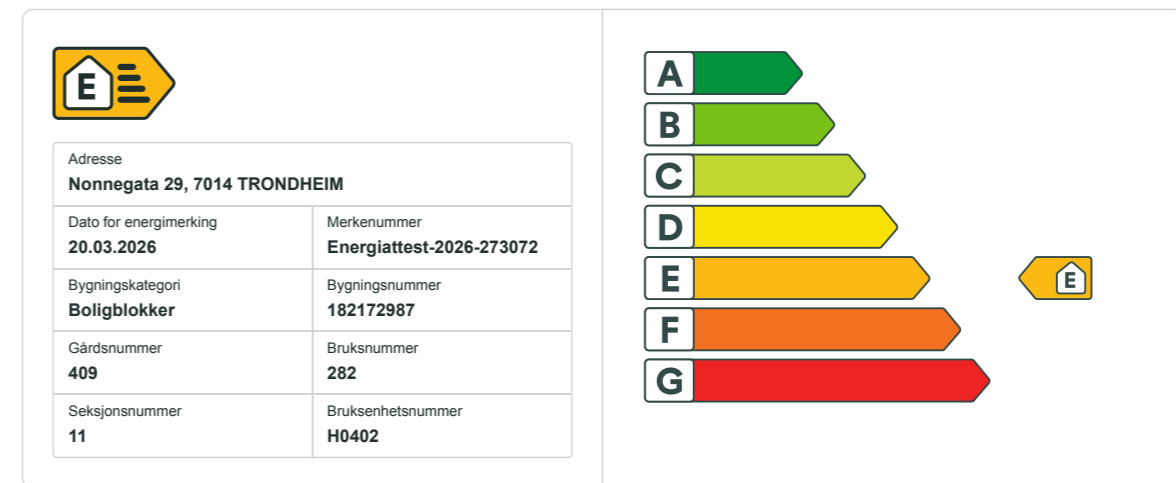 E
Adresse
Nonnegata 29, 7014 TRONDHEIM
Dato for energimerking
20.03.2026
Merkenummer
Energiattest-2026-273072
Bygningskategori
Boligblokker
Bygningsnummer
182172987
Gårdsnummer
409
Bruksnummer
282
Seksjonsnummer
11
Bruksenhetsnummer
H0402
A
B
C
D
E
E
F
G